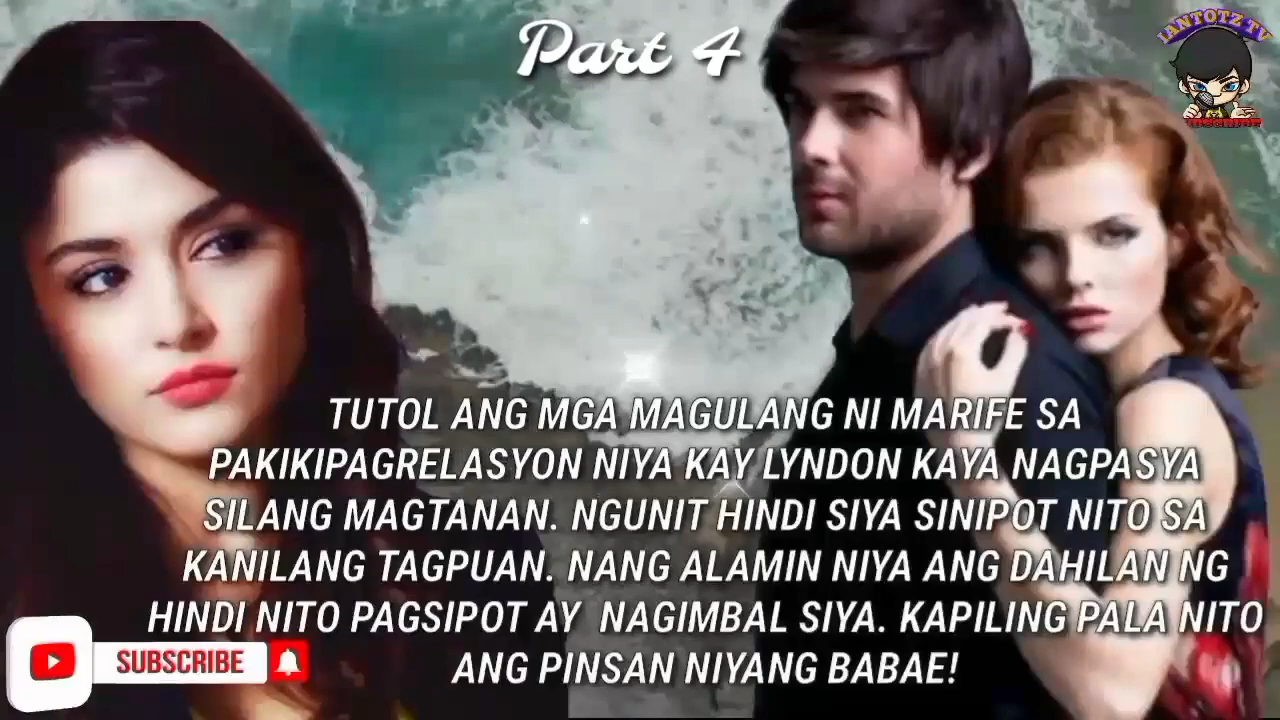 Part 4
IANTOTZ TV
TUTOL ANG MGA MAGULANG NI MARIFE SA
PAKIKIPAGRELASYON NIYA KAY LYNDON KAYA NAGPASYA
SILANG MAGTANAN. NGUNIT HINDI SIYA SINIPOT NITO SA
KANILANG TAGPUAN. NANG ALAMIN NIYA ANG DAHILAN NG
HINDI NITO PAGSIPOT AY NAGIMBAL SIYA. KAPILING PALA NITO
ANG PINSAN NIYANG BABAE!
SUBSCRIBE